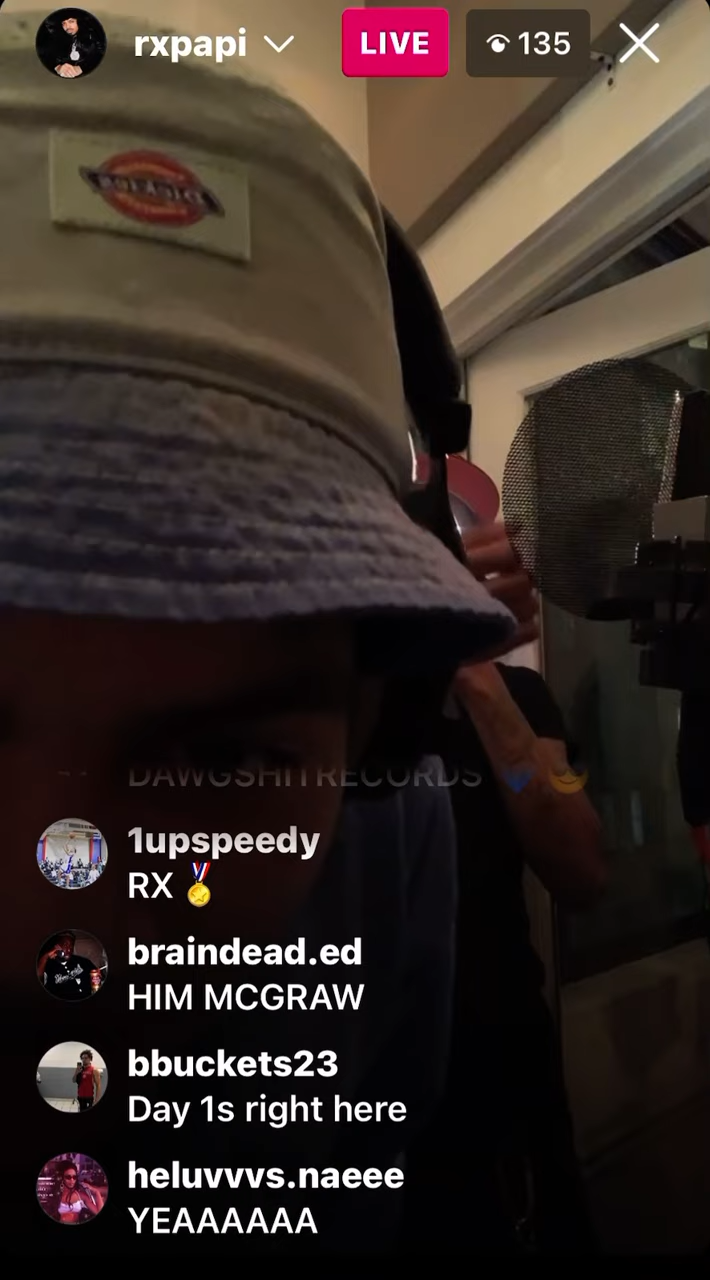 rxpapi
LIVE
135
DAWGSHITRECORDS 💙 😎
1upspeedy
RX 🏅
braindead.ed
HIM MCGRAW
bbuckets23
Day 1s right here
heluvvvs.naeee
YEAAAAAA